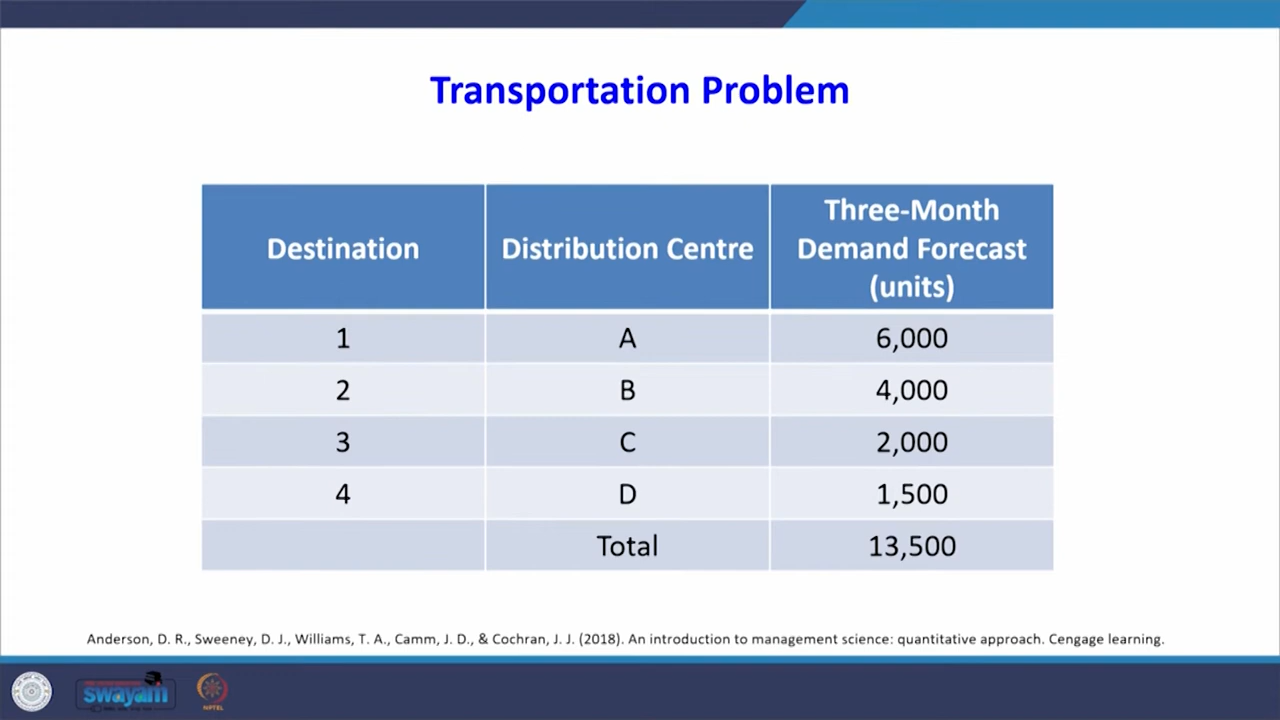 Transportation Problem
Destination
Distribution Centre
Three-Month
Demand Forecast
(units)
1 A 6,000
2 B 4,000
3 C 2,000
4 D 1,500
Total 13,500
Anderson, D. R., Sweeney, D. J., Williams, T. A., Camm, J. D., & Cochran, J. J. (2018). An introduction to management science: quantitative approach. Cengage learning.
swayam
NPTEL